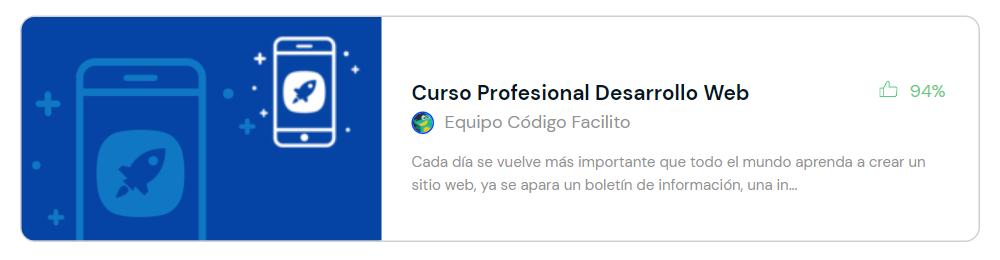 Curso Profesional Desarrollo Web
94%
Equipo Código Facilito
Cada día se vuelve más importante que todo el mundo aprenda a crear un
sitio web, ya se apara un boletín de información, una in...